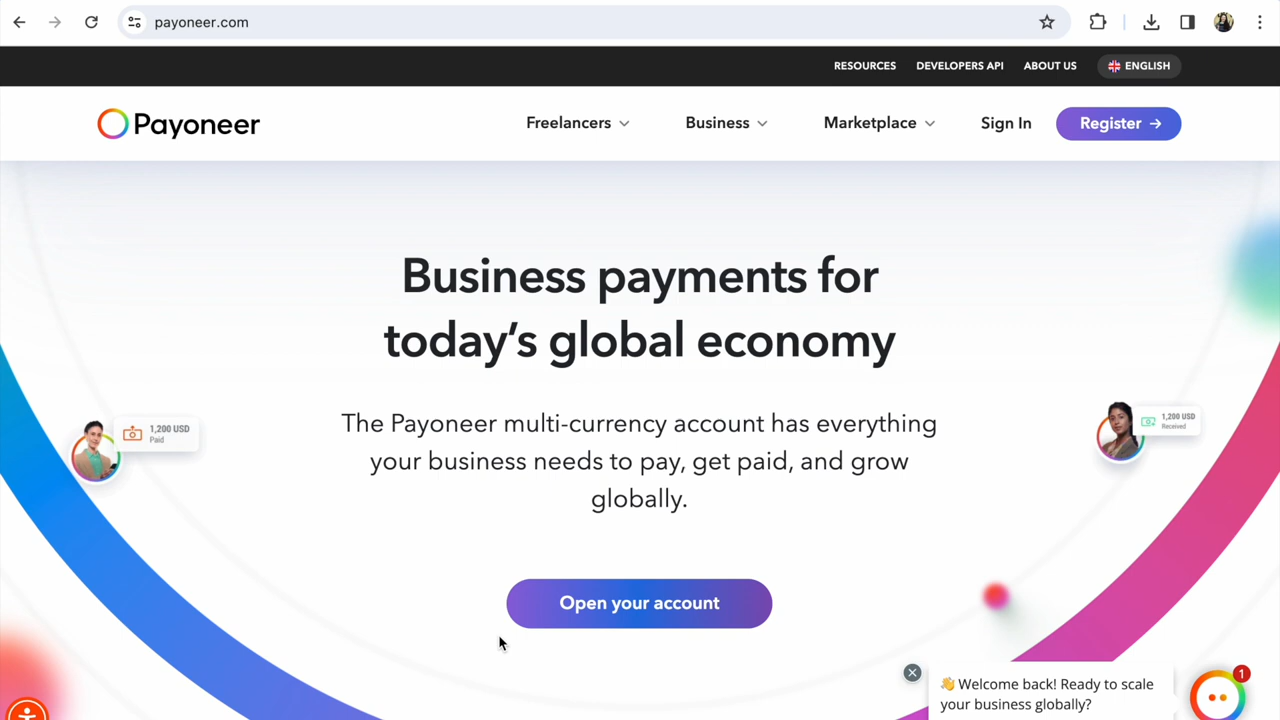 payoneer.com
RESOURCES DEVELOPERS API ABOUT US ENGLISH
Payoneer Freelancers Business Marketplace Sign In Register →
Business payments for
today's global economy
The Payoneer multi-currency account has everything
your business needs to pay, get paid, and grow
globally.
1,200 USD
Paid
1,200 USD
Received
Open your account
👋 Welcome back! Ready to scale
your business globally?
1